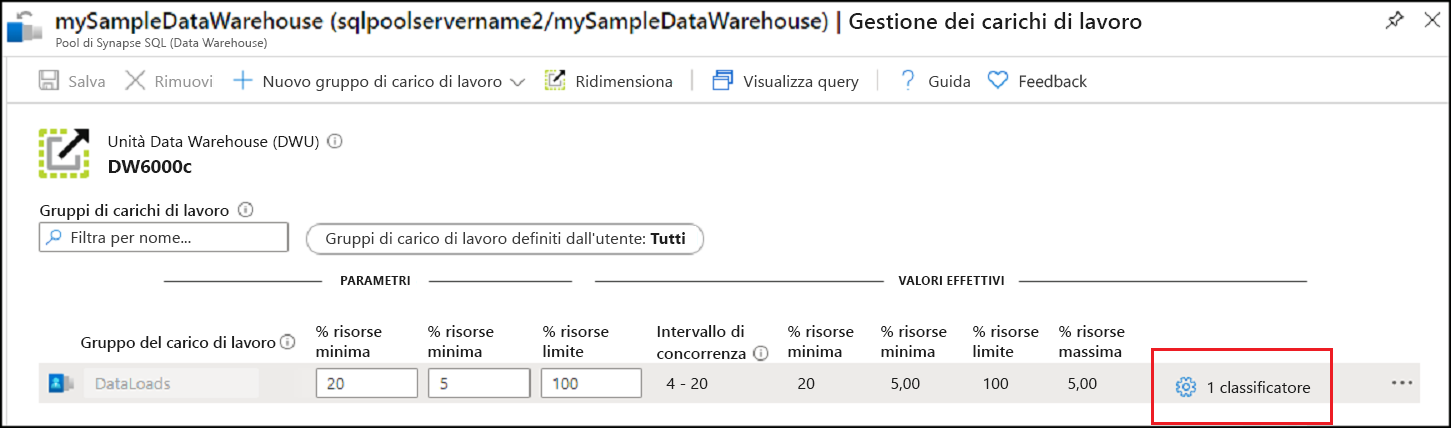 mySampleDataWarehouse (sqlpoolservername2/mySampleDataWarehouse) | Gestione dei carichi di lavoro
Pool di Synapse SQL (Data Warehouse)
Salva Rimuovi Nuovo gruppo di carico di lavoro Ridimensiona Visualizza query Guida Feedback
Unità Data Warehouse (DWU)
DW6000c
Gruppi di carichi di lavoro
Filtra per nome... Gruppi di carico di lavoro definiti dall'utente: Tutti
PARAMETRI VALORI EFFETTIVI
Gruppo del carico di lavoro % risorse minima % risorse minima % risorse limite Intervallo di concorrenza % risorse minima % risorse minima % risorse limite % risorse massima
DataLoads 20 5 100 4 - 20 20 5,00 100 5,00 1 classificatore